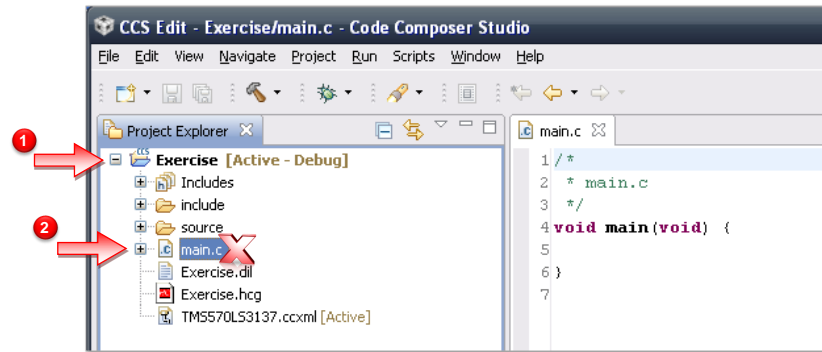 CCS Edit - Exercise/main.c - Code Composer Studio
File Edit View Navigate Project Run Scripts Window Help
Project Explorer
main.c
1
Exercise [Active - Debug]
Includes
include
source
2
main.c
Exercise.dil
Exercise.hcg
TMS570LS3137.ccxml [Active]
1 /*
2 * main.c
3 */
4 void main(void) {
5
6 }
7